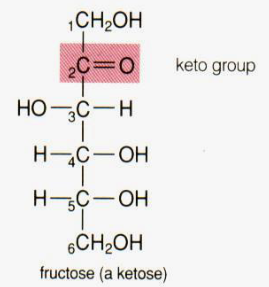 ₁CH₂OH
₂C=O keto group
HO—₃C—H
H—₄C—OH
H—₅C—OH
₆CH₂OH
fructose (a ketose)